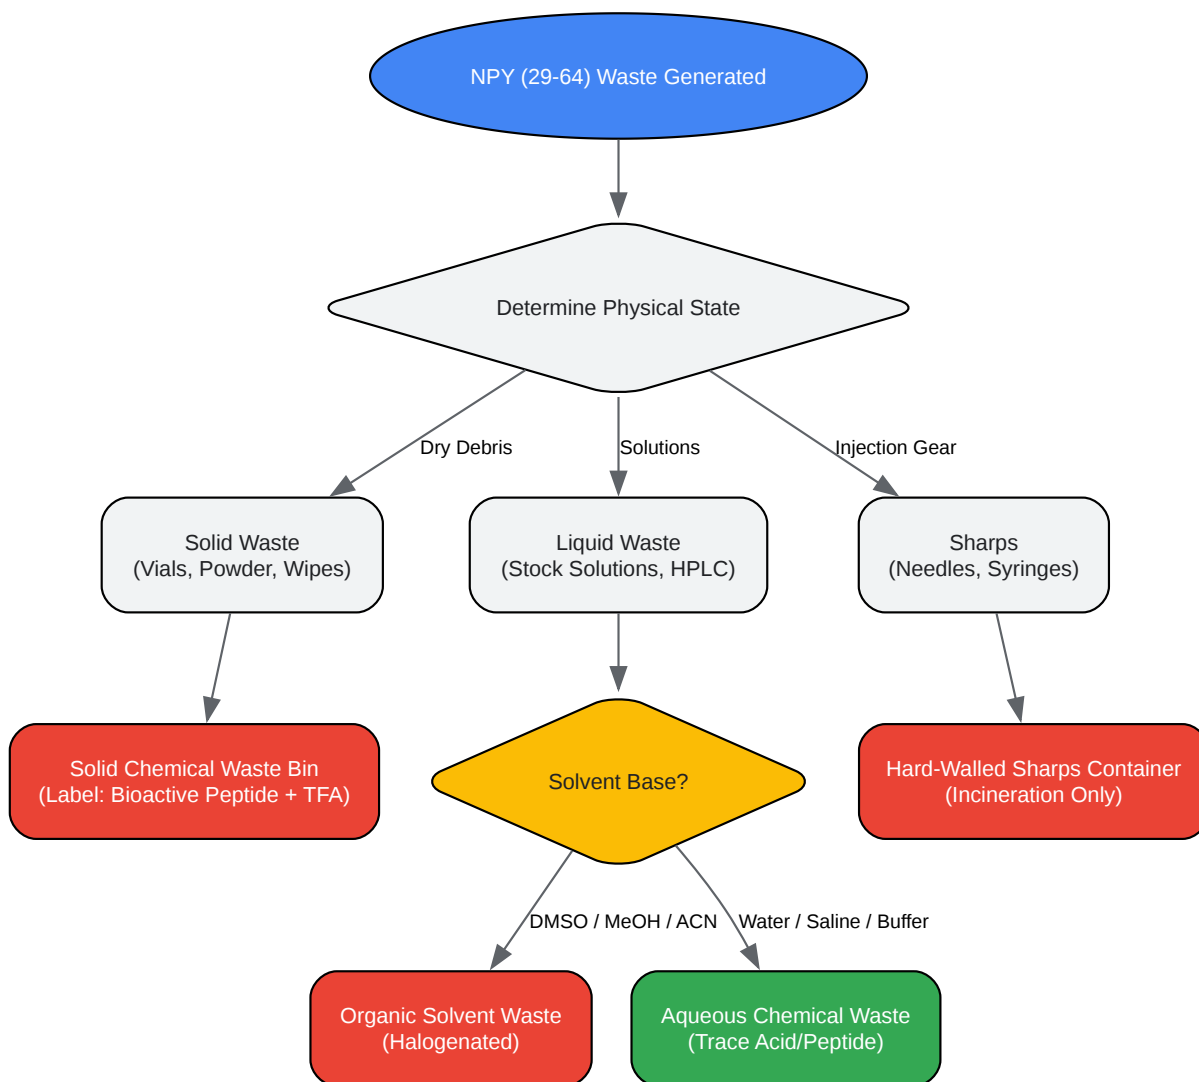 NPY (29-64) Waste Generated
Determine Physical State
Dry Debris
Solutions
Injection Gear
Solid Waste
(Vials, Powder, Wipes)
Liquid Waste
(Stock Solutions, HPLC)
Sharps
(Needles, Syringes)
Solid Chemical Waste Bin
(Label: Bioactive Peptide + TFA)
Solvent Base?
Hard-Walled Sharps Container
(Incineration Only)
DMSO / MeOH / ACN
Water / Saline / Buffer
Organic Solvent Waste
(Halogenated)
Aqueous Chemical Waste
(Trace Acid/Peptide)